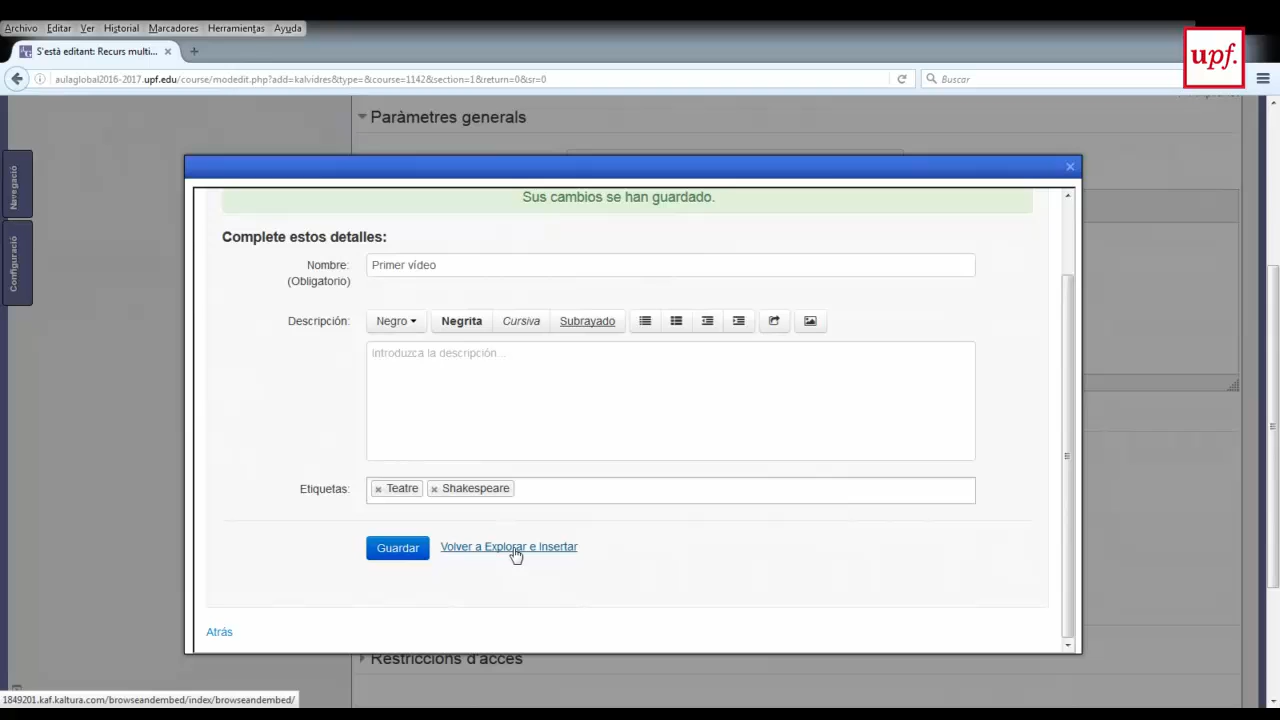 Archivo Editar Ver Historial Marcadores Herramientas Ayuda
S'està editant: Recurs multi...
upf.
aulaglobal2016-2017.upf.edu/course/modedit.php?add=kalvidres&type=&course=1142&section=1&return=0&sr=0
Buscar
Paràmetres generals
Navegació
Configuració
Sus cambios se han guardado.
Complete estos detalles:
Nombre: Primer vídeo
(Obligatorio)
Descripción: Negro Negrita Cursiva Subrayado
Introduzca la descripción...
Etiquetas: Teatre Shakespeare
Guardar Volver a Explorar e Insertar
Atrás
Restriccions d'accés
1849201.kaf.kaltura.com/browseandembed/index/browseandembed/